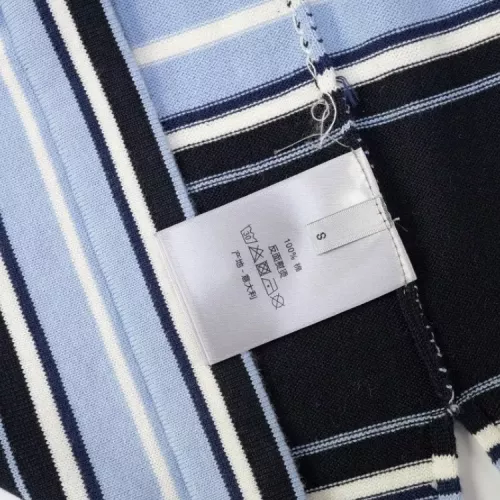 100% 棉
反面熨烫
产地：意大利
S